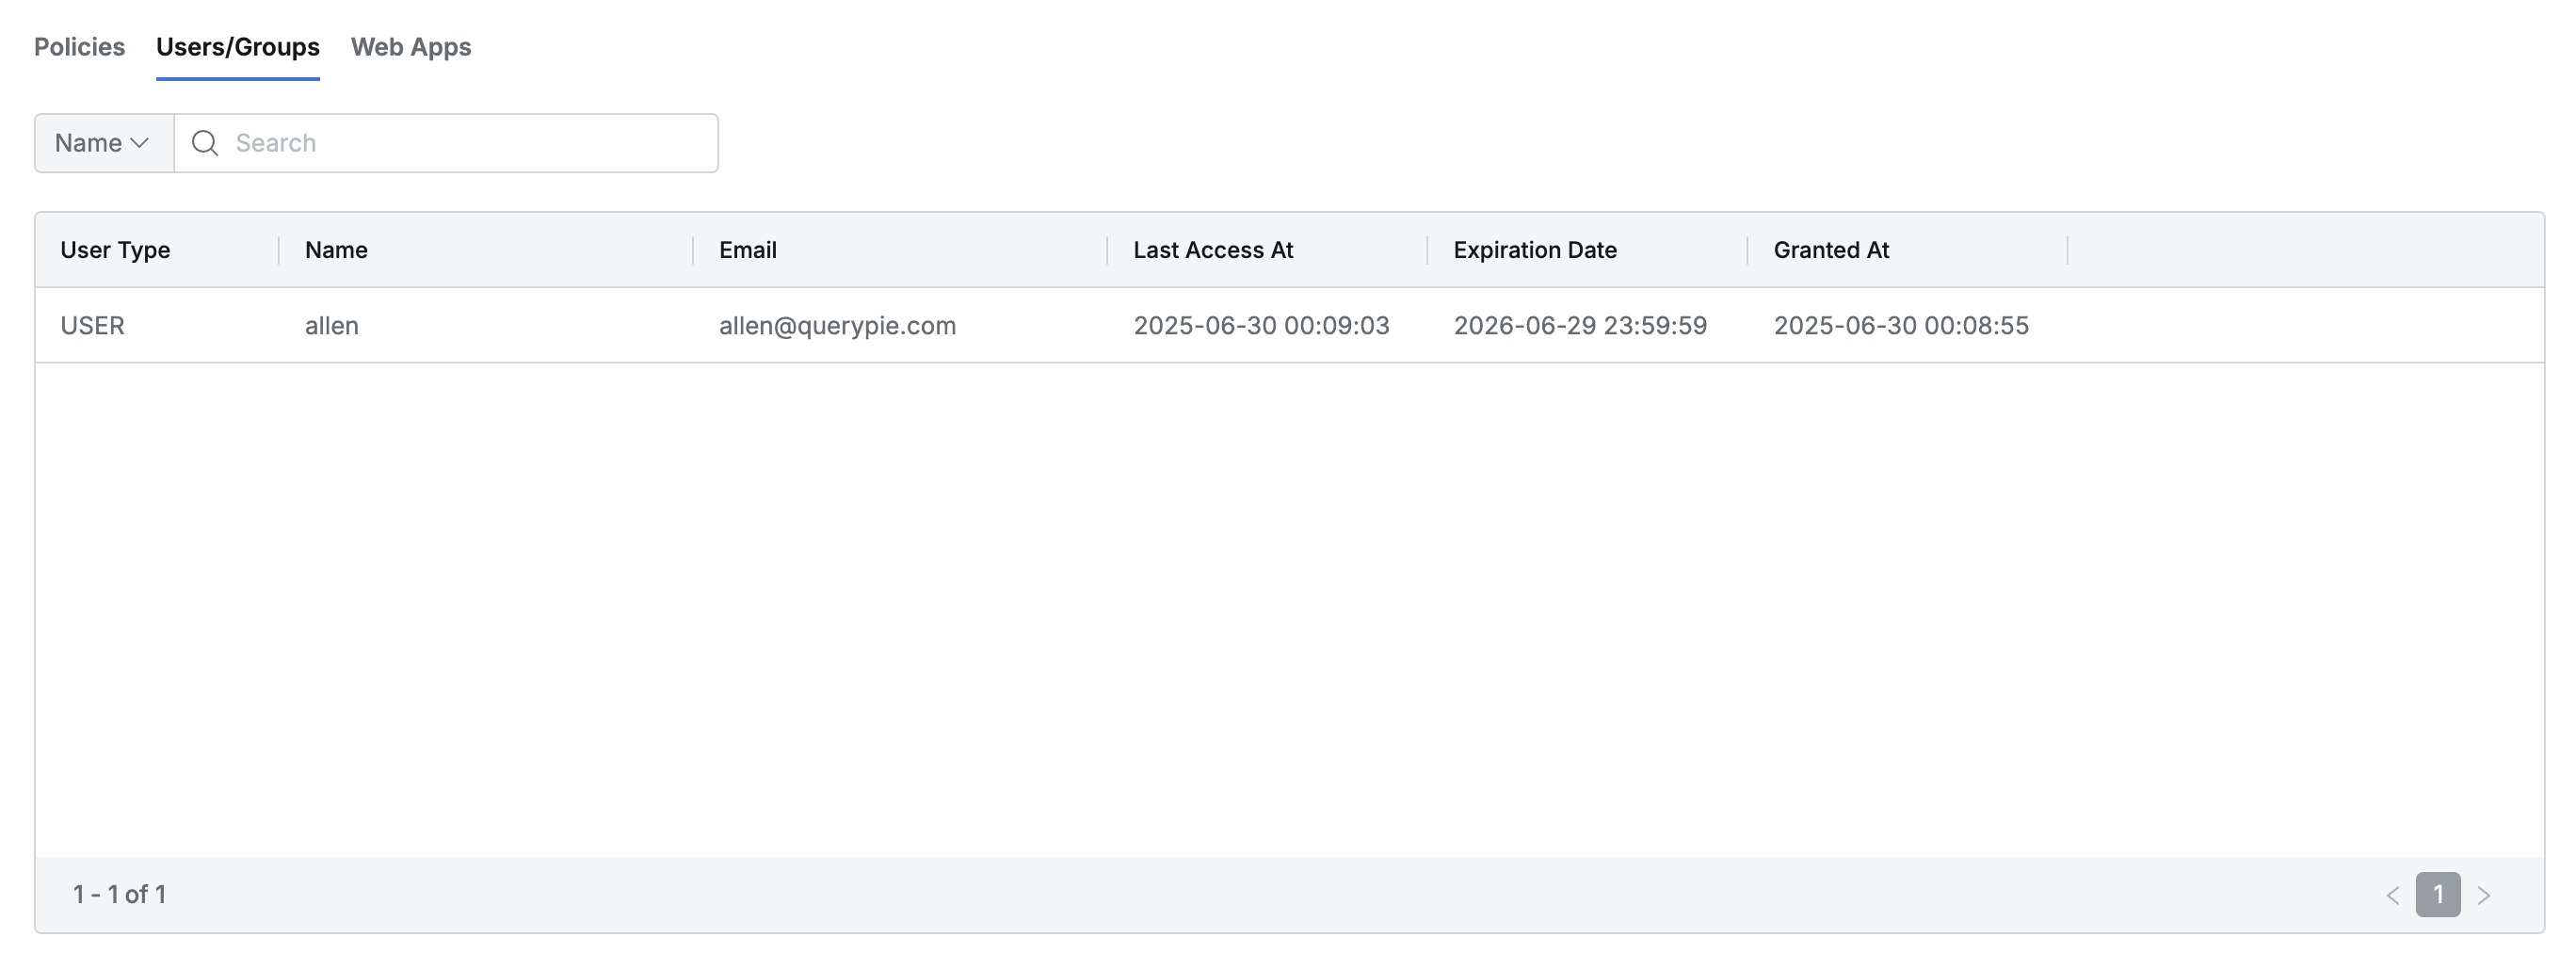 Policies Users/Groups Web Apps
Name Search
User Type Name Email Last Access At Expiration Date Granted At
USER allen allen@querypie.com 2025-06-30 00:09:03 2026-06-29 23:59:59 2025-06-30 00:08:55
1 - 1 of 1 1